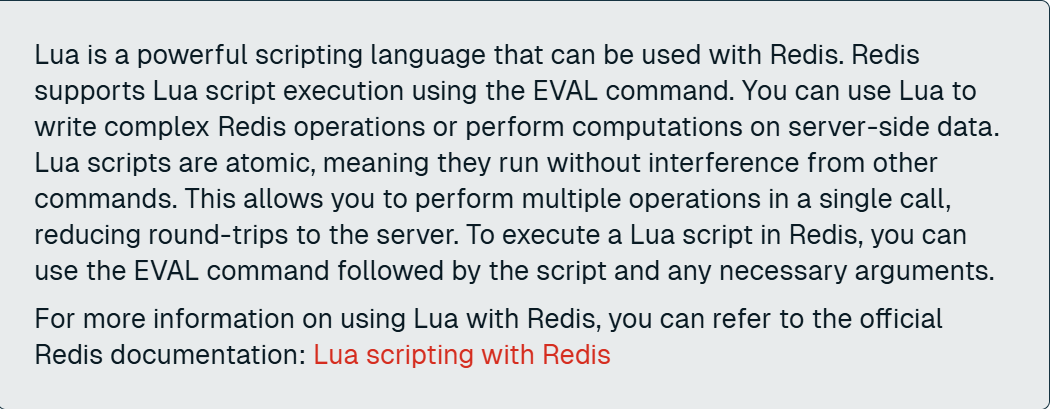 Lua is a powerful scripting language that can be used with Redis. Redis
supports Lua script execution using the EVAL command. You can use Lua to
write complex Redis operations or perform computations on server-side data.
Lua scripts are atomic, meaning they run without interference from other
commands. This allows you to perform multiple operations in a single call,
reducing round-trips to the server. To execute a Lua script in Redis, you can
use the EVAL command followed by the script and any necessary arguments.
For more information on using Lua with Redis, you can refer to the official
Redis documentation: Lua scripting with Redis